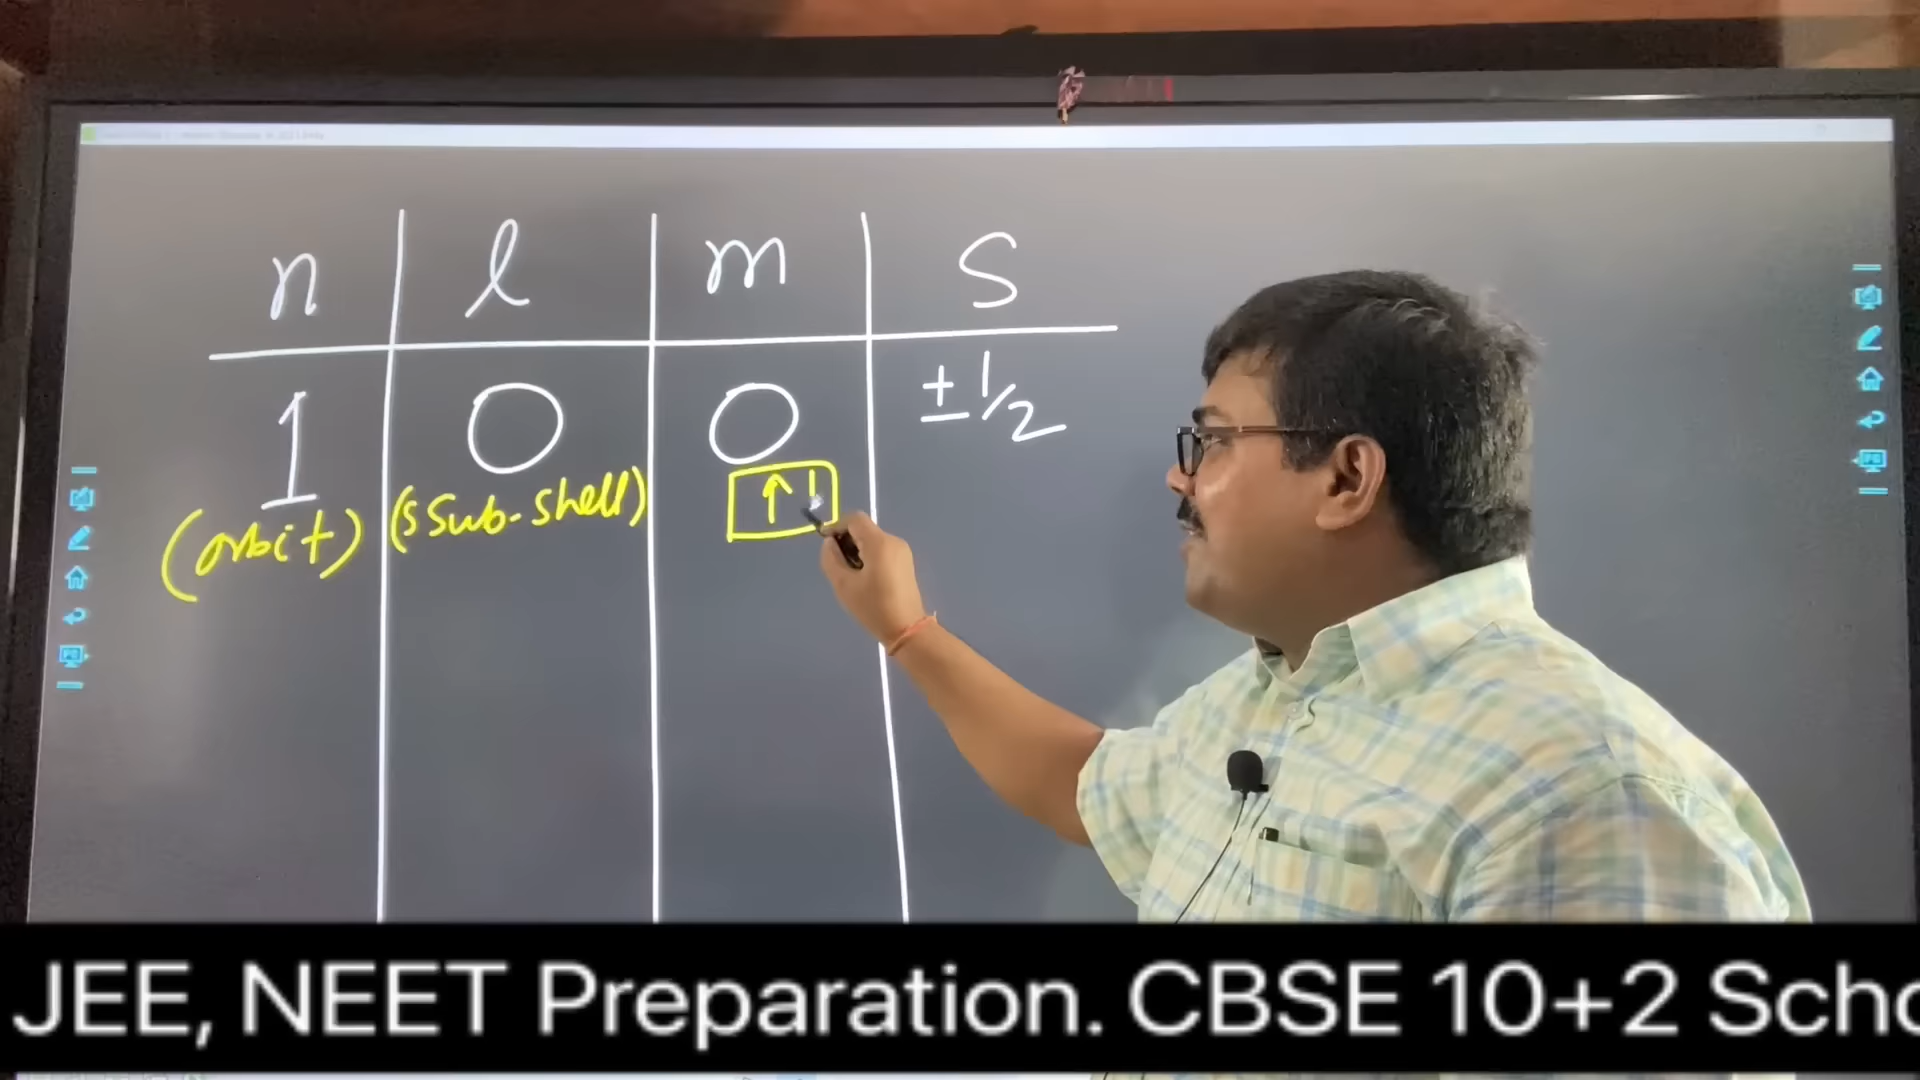 n l m s
1 0 0 ±1/2
(orbit) (s sub-shell) ↑
JEE, NEET Preparation. CBSE 10+2 Scho